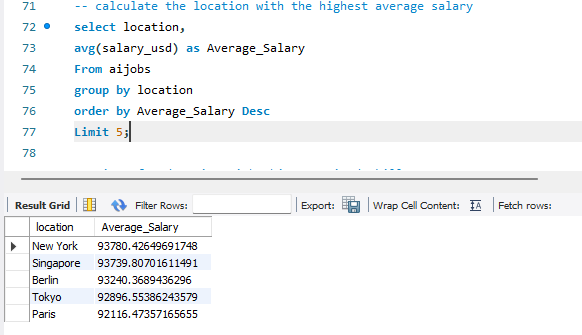 71 -- calculate the location with the highest average salary
72 select location,
73 avg(salary_usd) as Average_Salary
74 From aijobs
75 group by location
76 order by Average_Salary Desc
77 Limit 5;
78
Result Grid Filter Rows: Export: Wrap Cell Content: Fetch rows:
location Average_Salary
New York 93780.42649691748
Singapore 93739.80701611491
Berlin 93240.3689436296
Tokyo 92896.55386243579
Paris 92116.47357165655